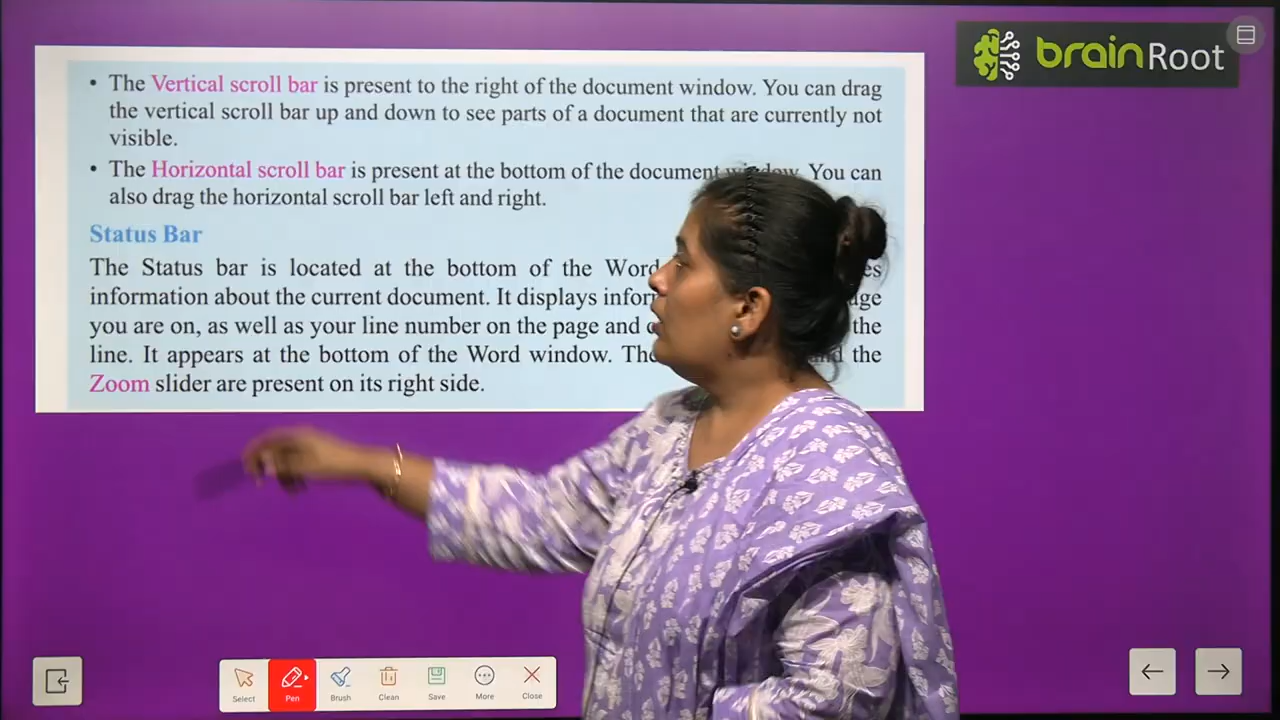 brainRoot
• The Vertical scroll bar is present to the right of the document window. You can drag
the vertical scroll bar up and down to see parts of a document that are currently not
visible.
• The Horizontal scroll bar is present at the bottom of the document window. You can
also drag the horizontal scroll bar left and right.
Status Bar
The Status bar is located at the bottom of the Word
information about the current document. It displays
you are on, as well as your line number on the page and the
line. It appears at the bottom of the Word window. and the
Zoom slider are present on its right side.
Select Pen Brush Clean Save More Close